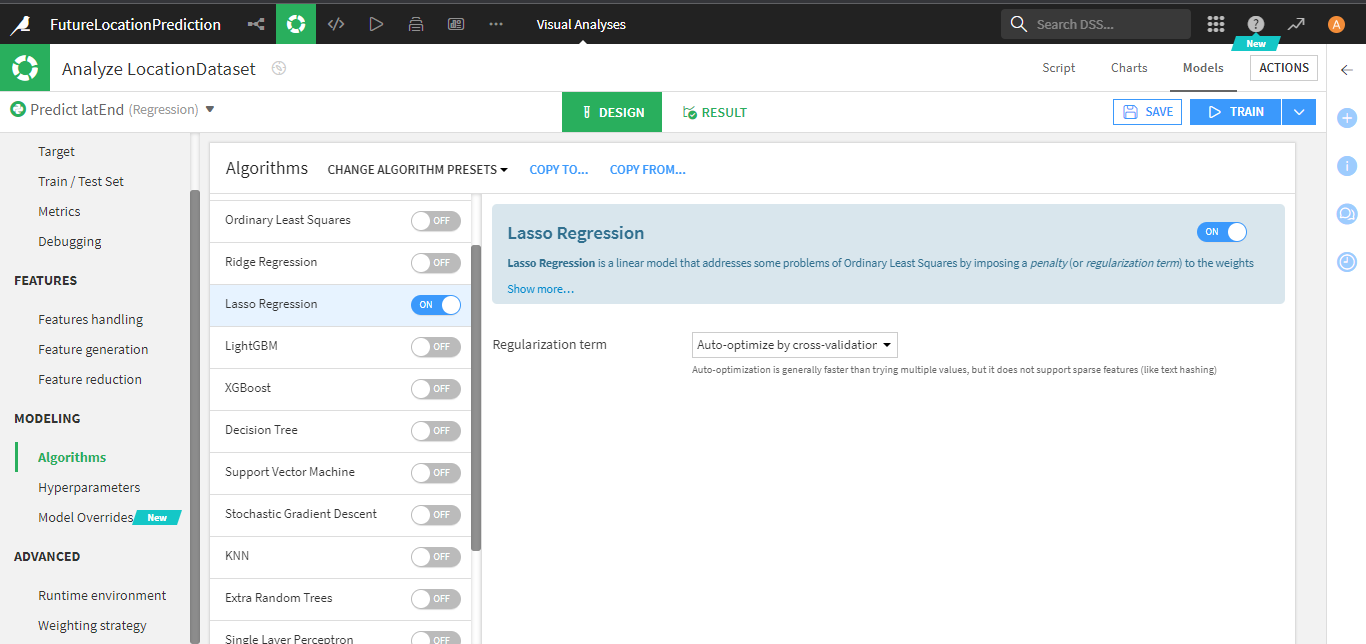 FutureLocationPrediction
Visual Analyses
Search DSS...
?
A
New
Analyze LocationDataset
Script
Charts
Models
ACTIONS
Predict latEnd (Regression)
DESIGN
RESULT
SAVE
TRAIN
Target
Train / Test Set
Metrics
Debugging
FEATURES
Features handling
Feature generation
Feature reduction
MODELING
Algorithms
Hyperparameters
Model Overrides New
ADVANCED
Runtime environment
Weighting strategy
Algorithms
CHANGE ALGORITHM PRESETS
COPY TO...
COPY FROM...
Ordinary Least Squares OFF
Ridge Regression OFF
Lasso Regression ON
LightGBM OFF
XGBoost OFF
Decision Tree OFF
Support Vector Machine OFF
Stochastic Gradient Descent OFF
KNN OFF
Extra Random Trees OFF
Single Layer Perceptron OFF
Lasso Regression
ON
Lasso Regression is a linear model that addresses some problems of Ordinary Least Squares by imposing a penalty (or regularization term) to the weights
Show more...
Regularization term
Auto-optimize by cross-validation
Auto-optimization is generally faster than trying multiple values, but it does not support sparse features (like text hashing)